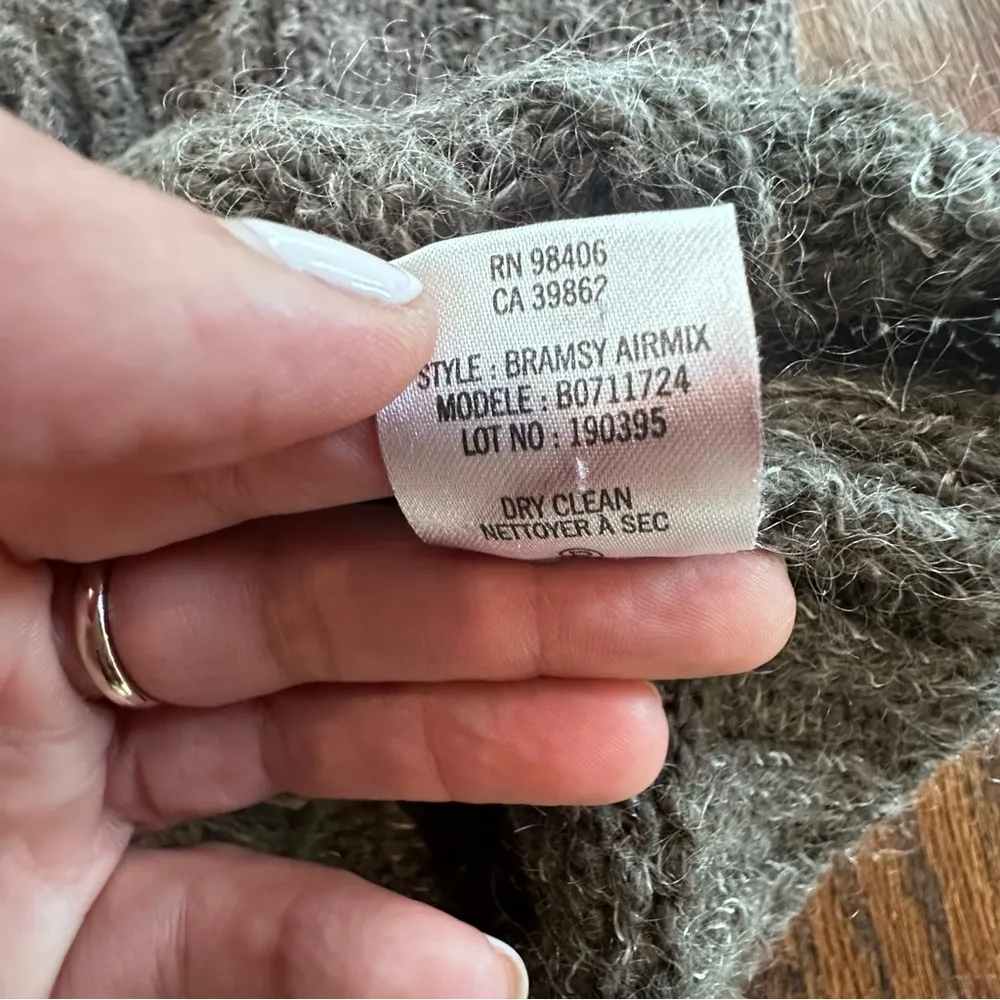 RN 98406
CA 39862
STYLE : BRAMSY AIRMIX
MODELE : B0711724
LOT NO : 190395
DRY CLEAN
NETTOYER A SEC